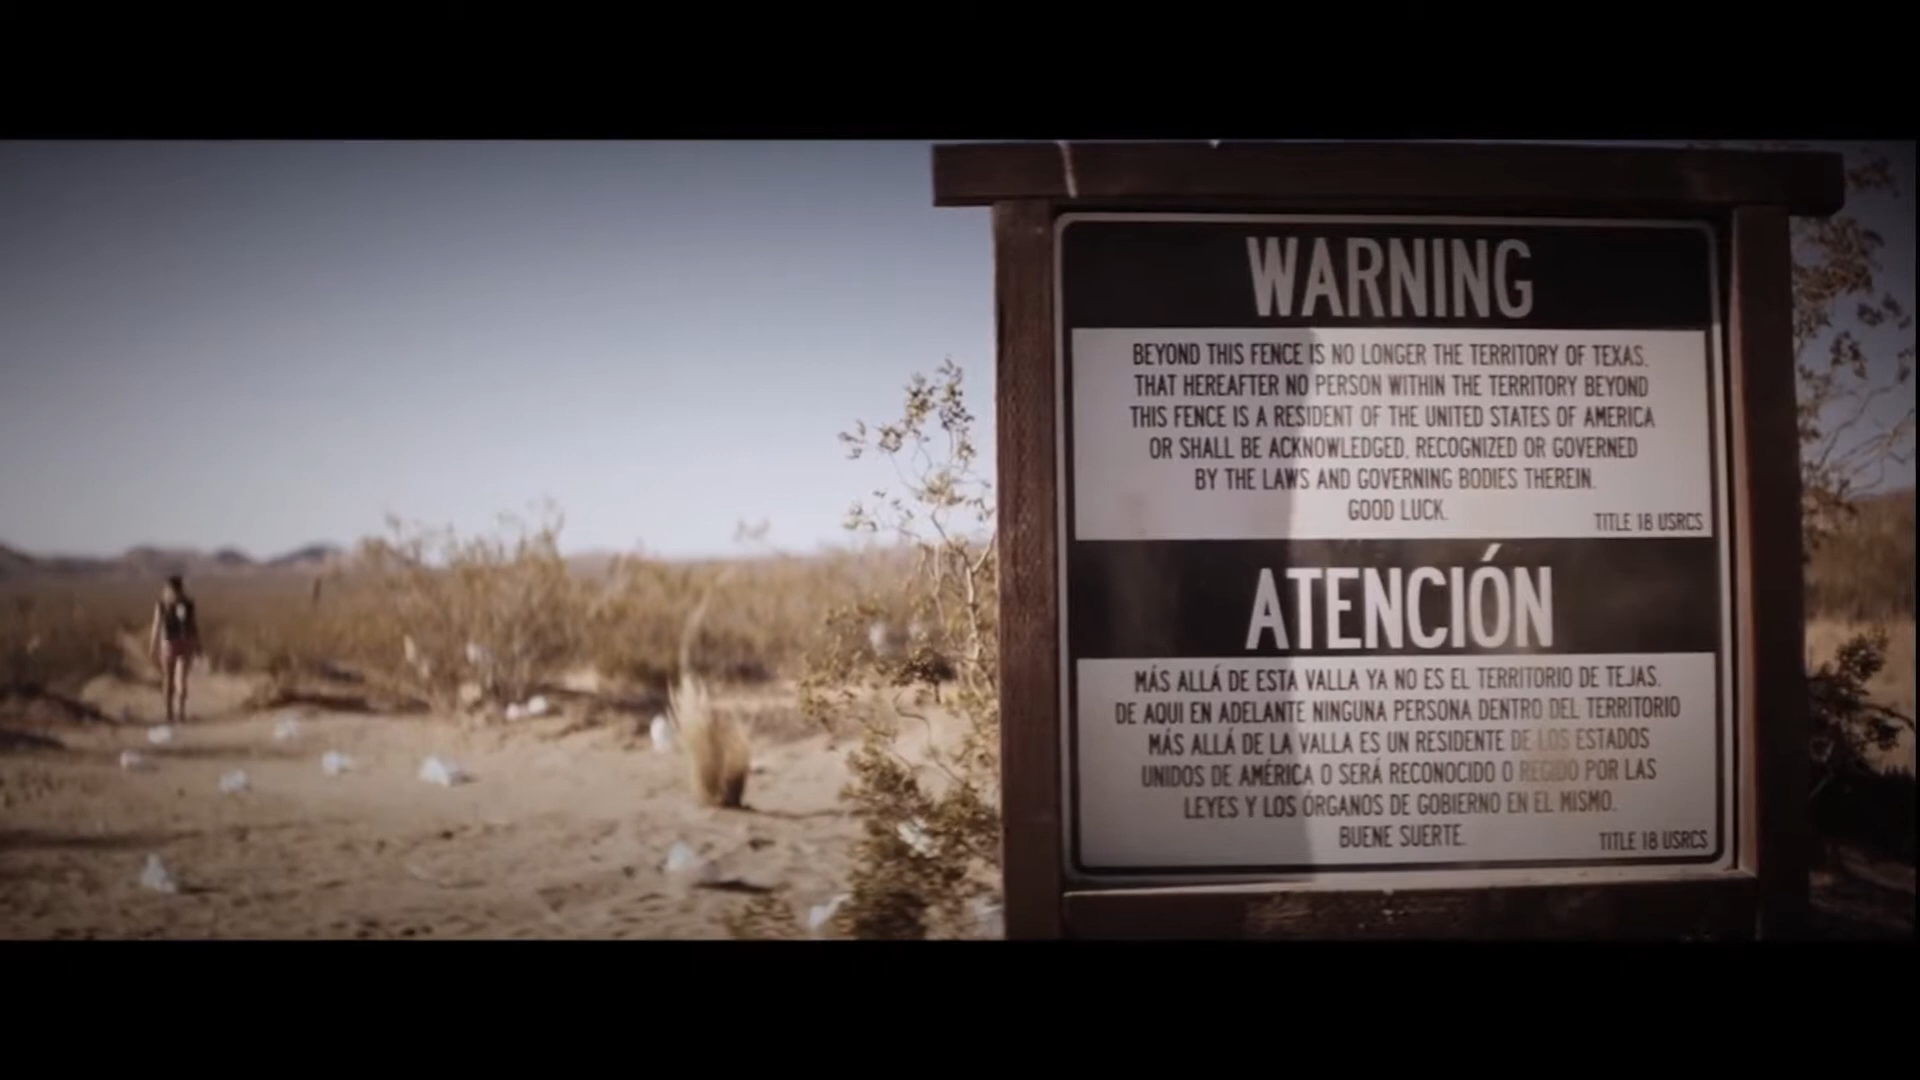 WARNING
BEYOND THIS FENCE IS NO LONGER THE TERRITORY OF TEXAS.
THAT HEREAFTER NO PERSON WITHIN THE TERRITORY BEYOND
THIS FENCE IS A RESIDENT OF THE UNITED STATES OF AMERICA
OR SHALL BE ACKNOWLEDGED, RECOGNIZED OR GOVERNED
BY THE LAWS AND GOVERNING BODIES THEREIN.
GOOD LUCK.
TITLE 18 USRCS
ATENCIÓN
MÁS ALLÁ DE ESTA VALLA YA NO ES EL TERRITORIO DE TEJAS.
DE AQUI EN ADELANTE NINGUNA PERSONA DENTRO DEL TERRITORIO
MÁS ALLÁ DE LA VALLA ES UN RESIDENTE DE LOS ESTADOS
UNIDOS DE AMÉRICA O SERÁ RECONOCIDO O REGIDO POR LAS
LEYES Y LOS ÓRGANOS DE GOBIERNO EN EL MISMO.
BUENE SUERTE.
TITLE 18 USRCS